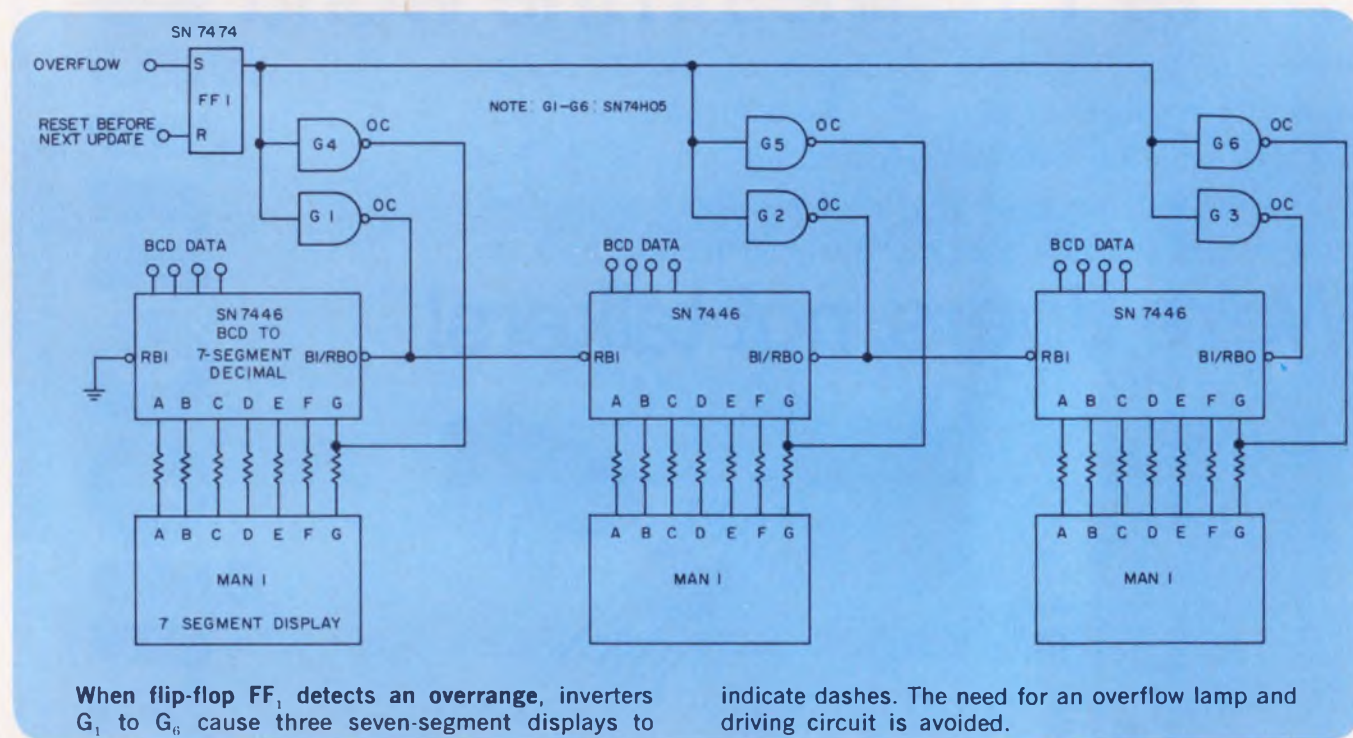 SN 7474
OVERFLOW
S
FF 1
RESET BEFORE
NEXT UPDATE
R
NOTE: G1-G6: SN74H05
G4
OC
G1
OC
G5
OC
G2
OC
G6
OC
G3
OC
BCD DATA
BCD DATA
BCD DATA
SN 7446
BCD TO
7-SEGMENT
DECIMAL
RBI
BI/RBO
A B C D E F G
SN 7446
RBI
BI/RBO
A B C D E F G
SN 7446
RBI
BI/RBO
A B C D E F G
A B C D E F G
MAN 1
7 SEGMENT DISPLAY
A B C D E F G
MAN 1
A B C D E F G
MAN 1
When flip-flop FF₁ detects an overrange, inverters
G₁ to G₆ cause three seven-segment displays to
indicate dashes. The need for an overflow lamp and
driving circuit is avoided.